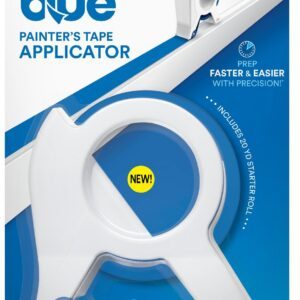 blue
PAINTER'S TAPE
APPLICATOR
PREP
FASTER & EASIER
WITH PRECISION!
INCLUDES 20 YD STARTER ROLL
NEW!